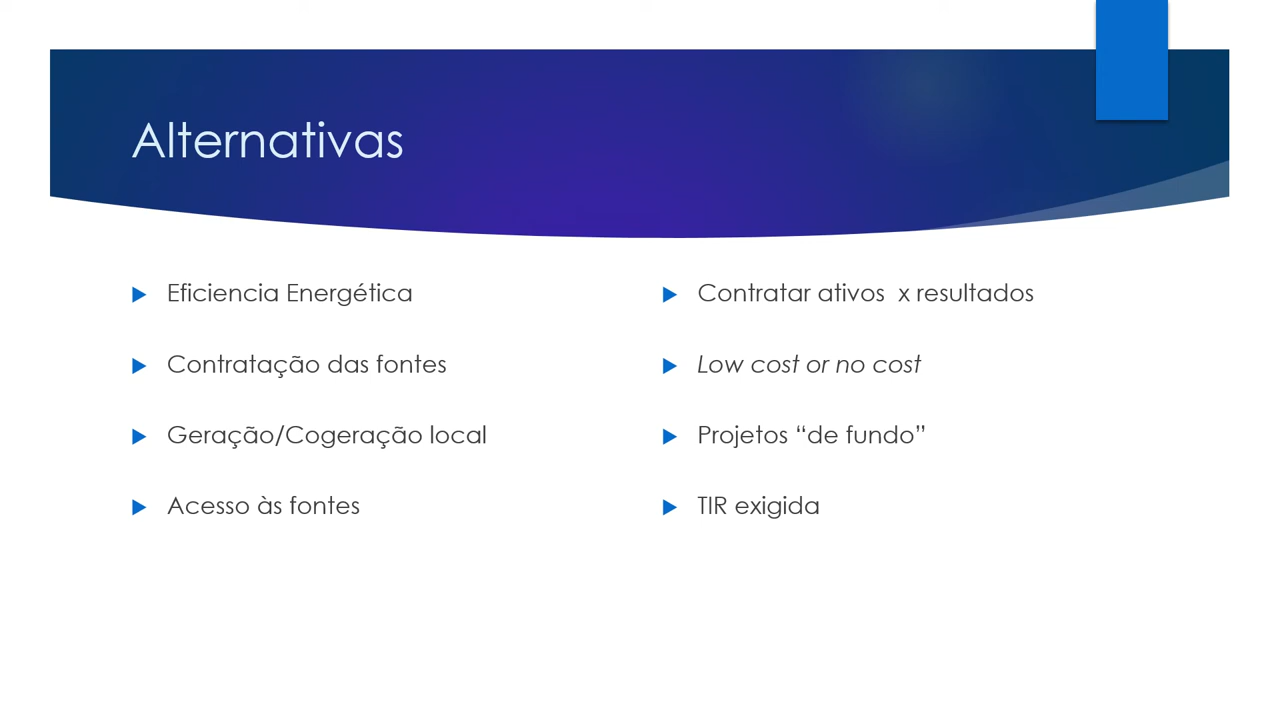 Alternativas
Eficiencia Energética
Contratação das fontes
Geração/Cogeração local
Acesso às fontes
Contratar ativos  x resultados
Low cost or no cost
Projetos “de fundo”
TIR exigida